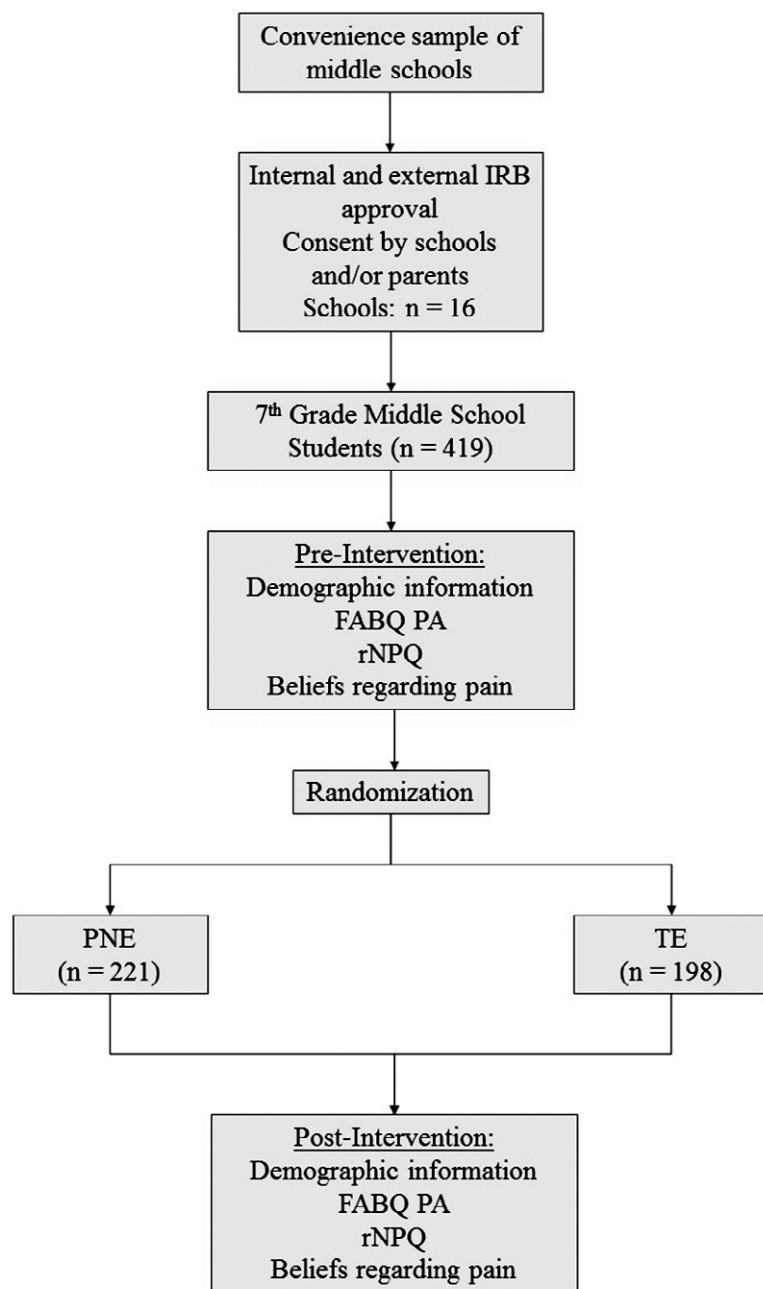 Convenience sample of
middle schools
Internal and external IRB
approval
Consent by schools
and/or parents
Schools: n = 16
7th Grade Middle School
Students (n = 419)
Pre-Intervention:
Demographic information
FABQ PA
rNPQ
Beliefs regarding pain
Randomization
PNE
(n = 221)
TE
(n = 198)
Post-Intervention:
Demographic information
FABQ PA
rNPQ
Beliefs regarding pain